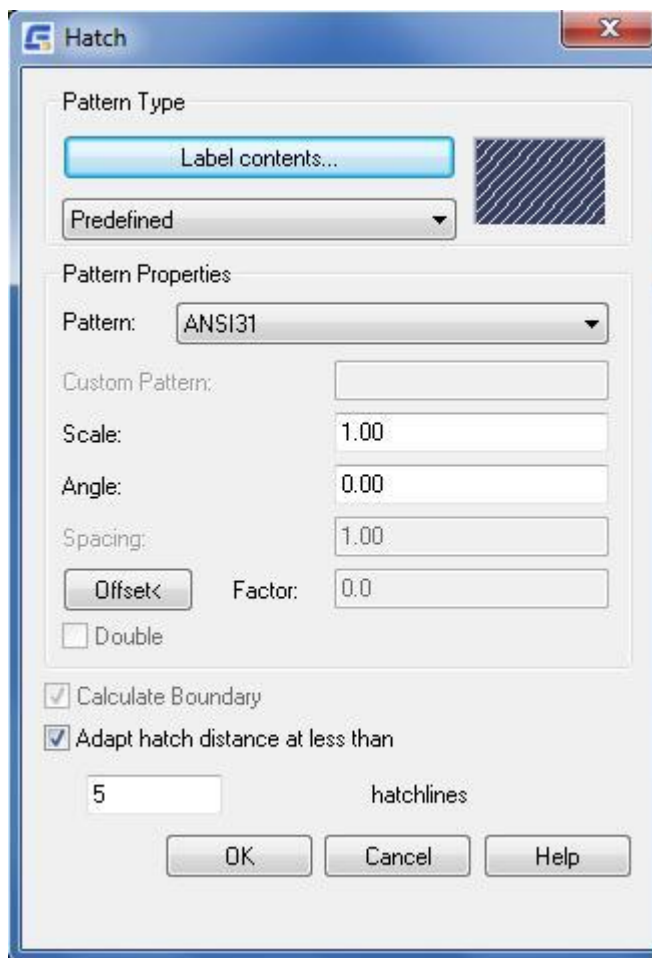 Hatch
Pattern Type
Label contents...
Predefined
Pattern Properties
Pattern: ANSI31
Custom Pattern:
Scale: 1.00
Angle: 0.00
Spacing: 1.00
Offset< Factor: 0.0
Double
Calculate Boundary
Adapt hatch distance at less than
5 hatchlines
OK Cancel Help